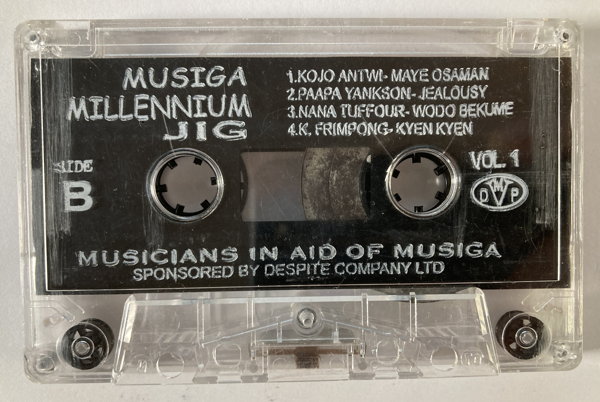 MUSIGA
MILLENNIUM
JIG
1.KOJO ANTWI- MAYE OSAMAN
2.PAAPA YANKSON- JEALOUSY
3.NANA TUFFOUR- WODO BEKUME
4.K. FRIMPONG- KYEN KYEN
SIDE
B
VOL. 1
DMP
MUSICIANS IN AID OF MUSIGA
SPONSORED BY DESPITE COMPANY LTD